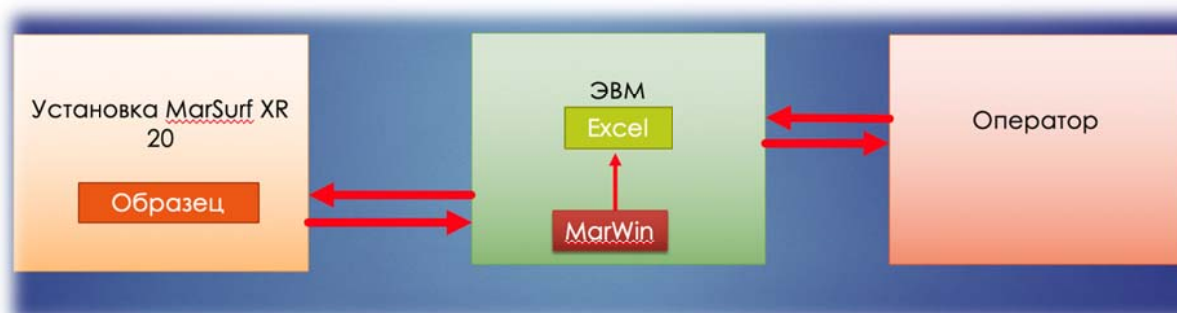 Установка MarSurf XR
20
Образец
ЭВМ
Excel
MarWin
Оператор